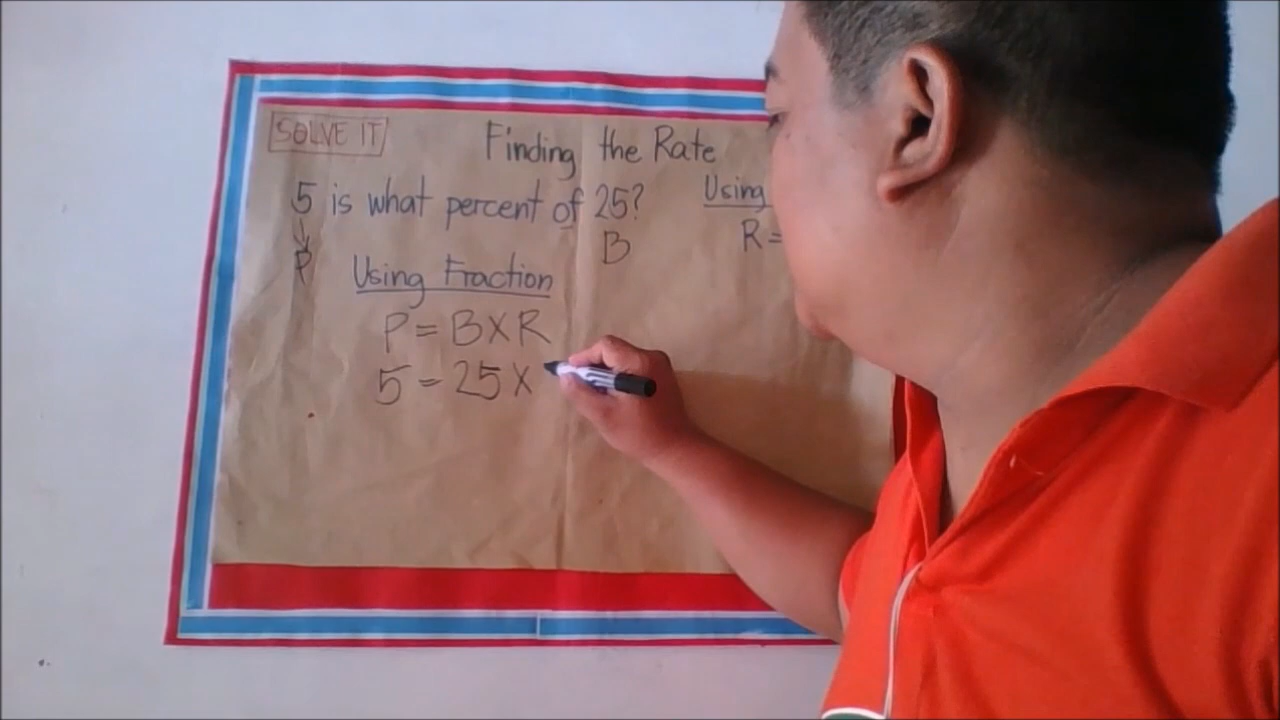 SOLVE IT
Finding the Rate
5 is what percent of 25?
P
B
Using Fraction
P = B X R
5 = 25 X
Using
R =